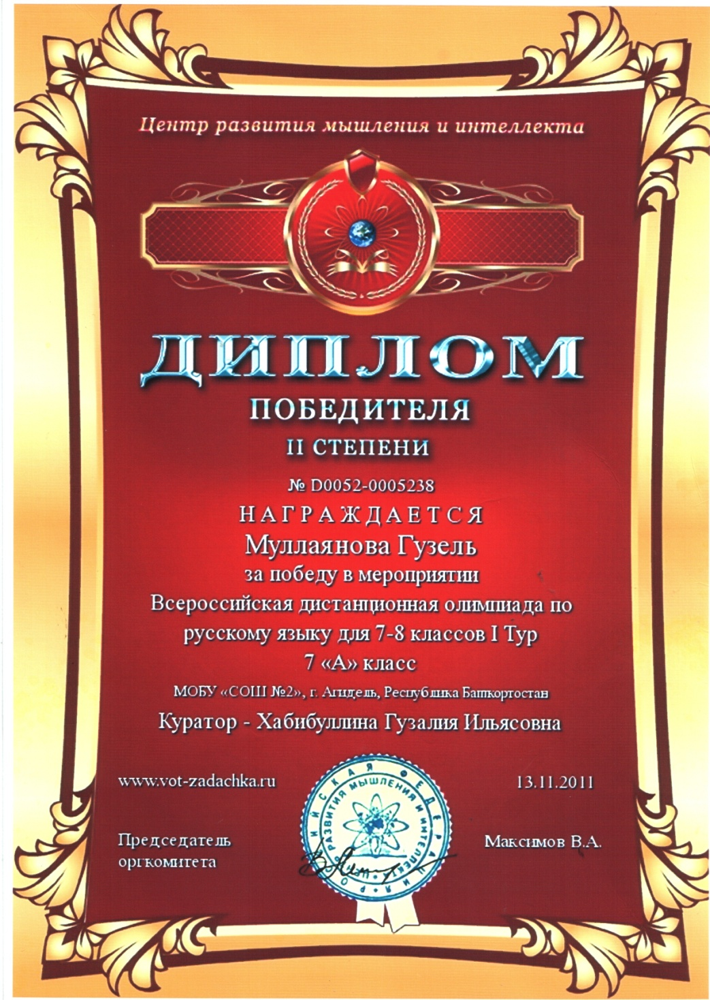 Центр развития мышления и интеллекта
ДИПЛОМ
ПОБЕДИТЕЛЯ
II СТЕПЕНИ
№ D0052-0005238
НАГРАЖДАЕТСЯ
Муллаянова Гузель
за победу в мероприятии
Всероссийская дистанционная олимпиада по
русскому языку для 7-8 классов I Тур
7 «А» класс
МОБУ «СОШ №2», г. Агидель, Республика Башкортостан
Куратор - Хабибуллина Гузалия Ильясовна
www.vot-zadachka.ru
13.11.2011
РОССИЙСКАЯ ФЕДЕРАЦИЯ
ЦЕНТР РАЗВИТИЯ МЫШЛЕНИЯ И ИНТЕЛЛЕКТА
Председатель
оргкомитета
Максимов В.А.